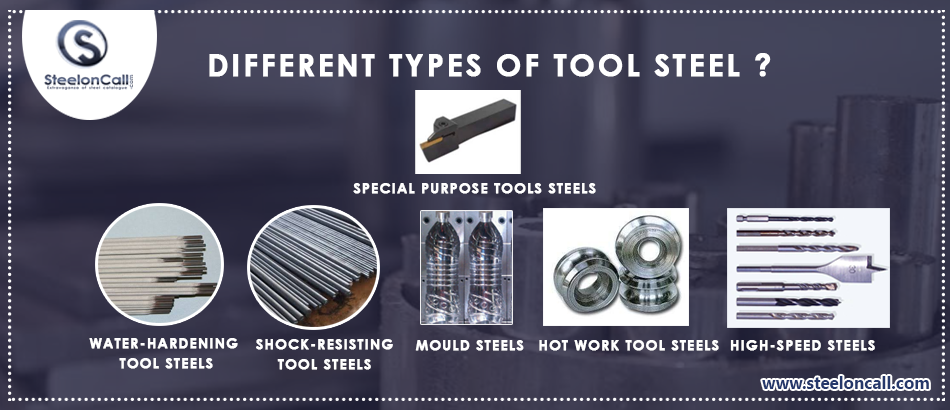 SteelonCall.com
Extravagance of steel catalogue
DIFFERENT TYPES OF TOOL STEEL ?
SPECIAL PURPOSE TOOLS STEELS
WATER-HARDENING
TOOL STEELS
SHOCK-RESISTING
TOOL STEELS
MOULD STEELS
HOT WORK TOOL STEELS
HIGH-SPEED STEELS
30
www.steeloncall.com